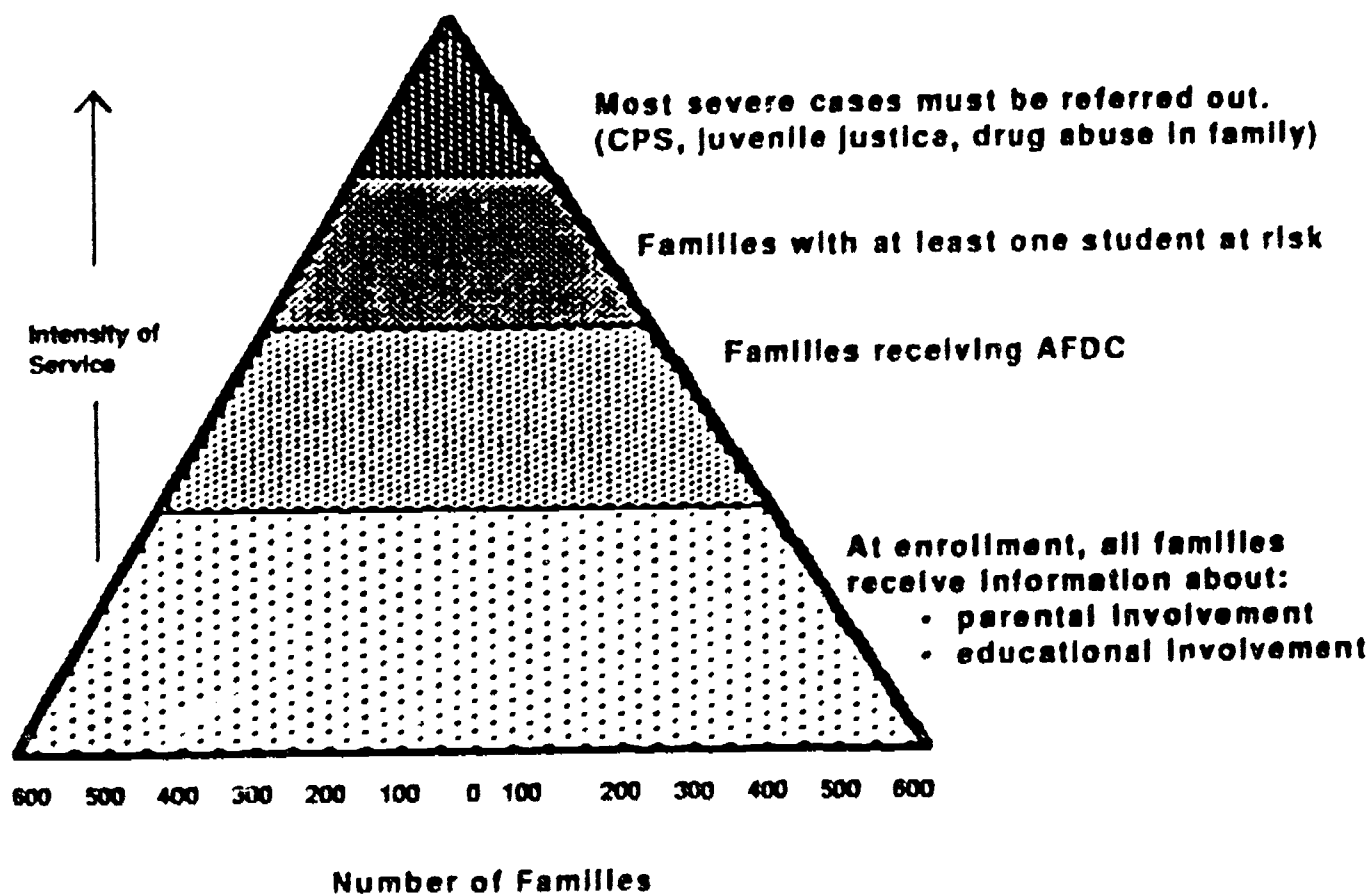 Most severe cases must be referred out.
(CPS, juvenile justice, drug abuse in family)
Families with at least one student at risk
Intensity of
Service
Families receiving AFDC
At enrollment, all families
receive information about:
• parental involvement
• educational involvement
600 500 400 300 200 100 0 100 200 300 400 500 600
Number of Families